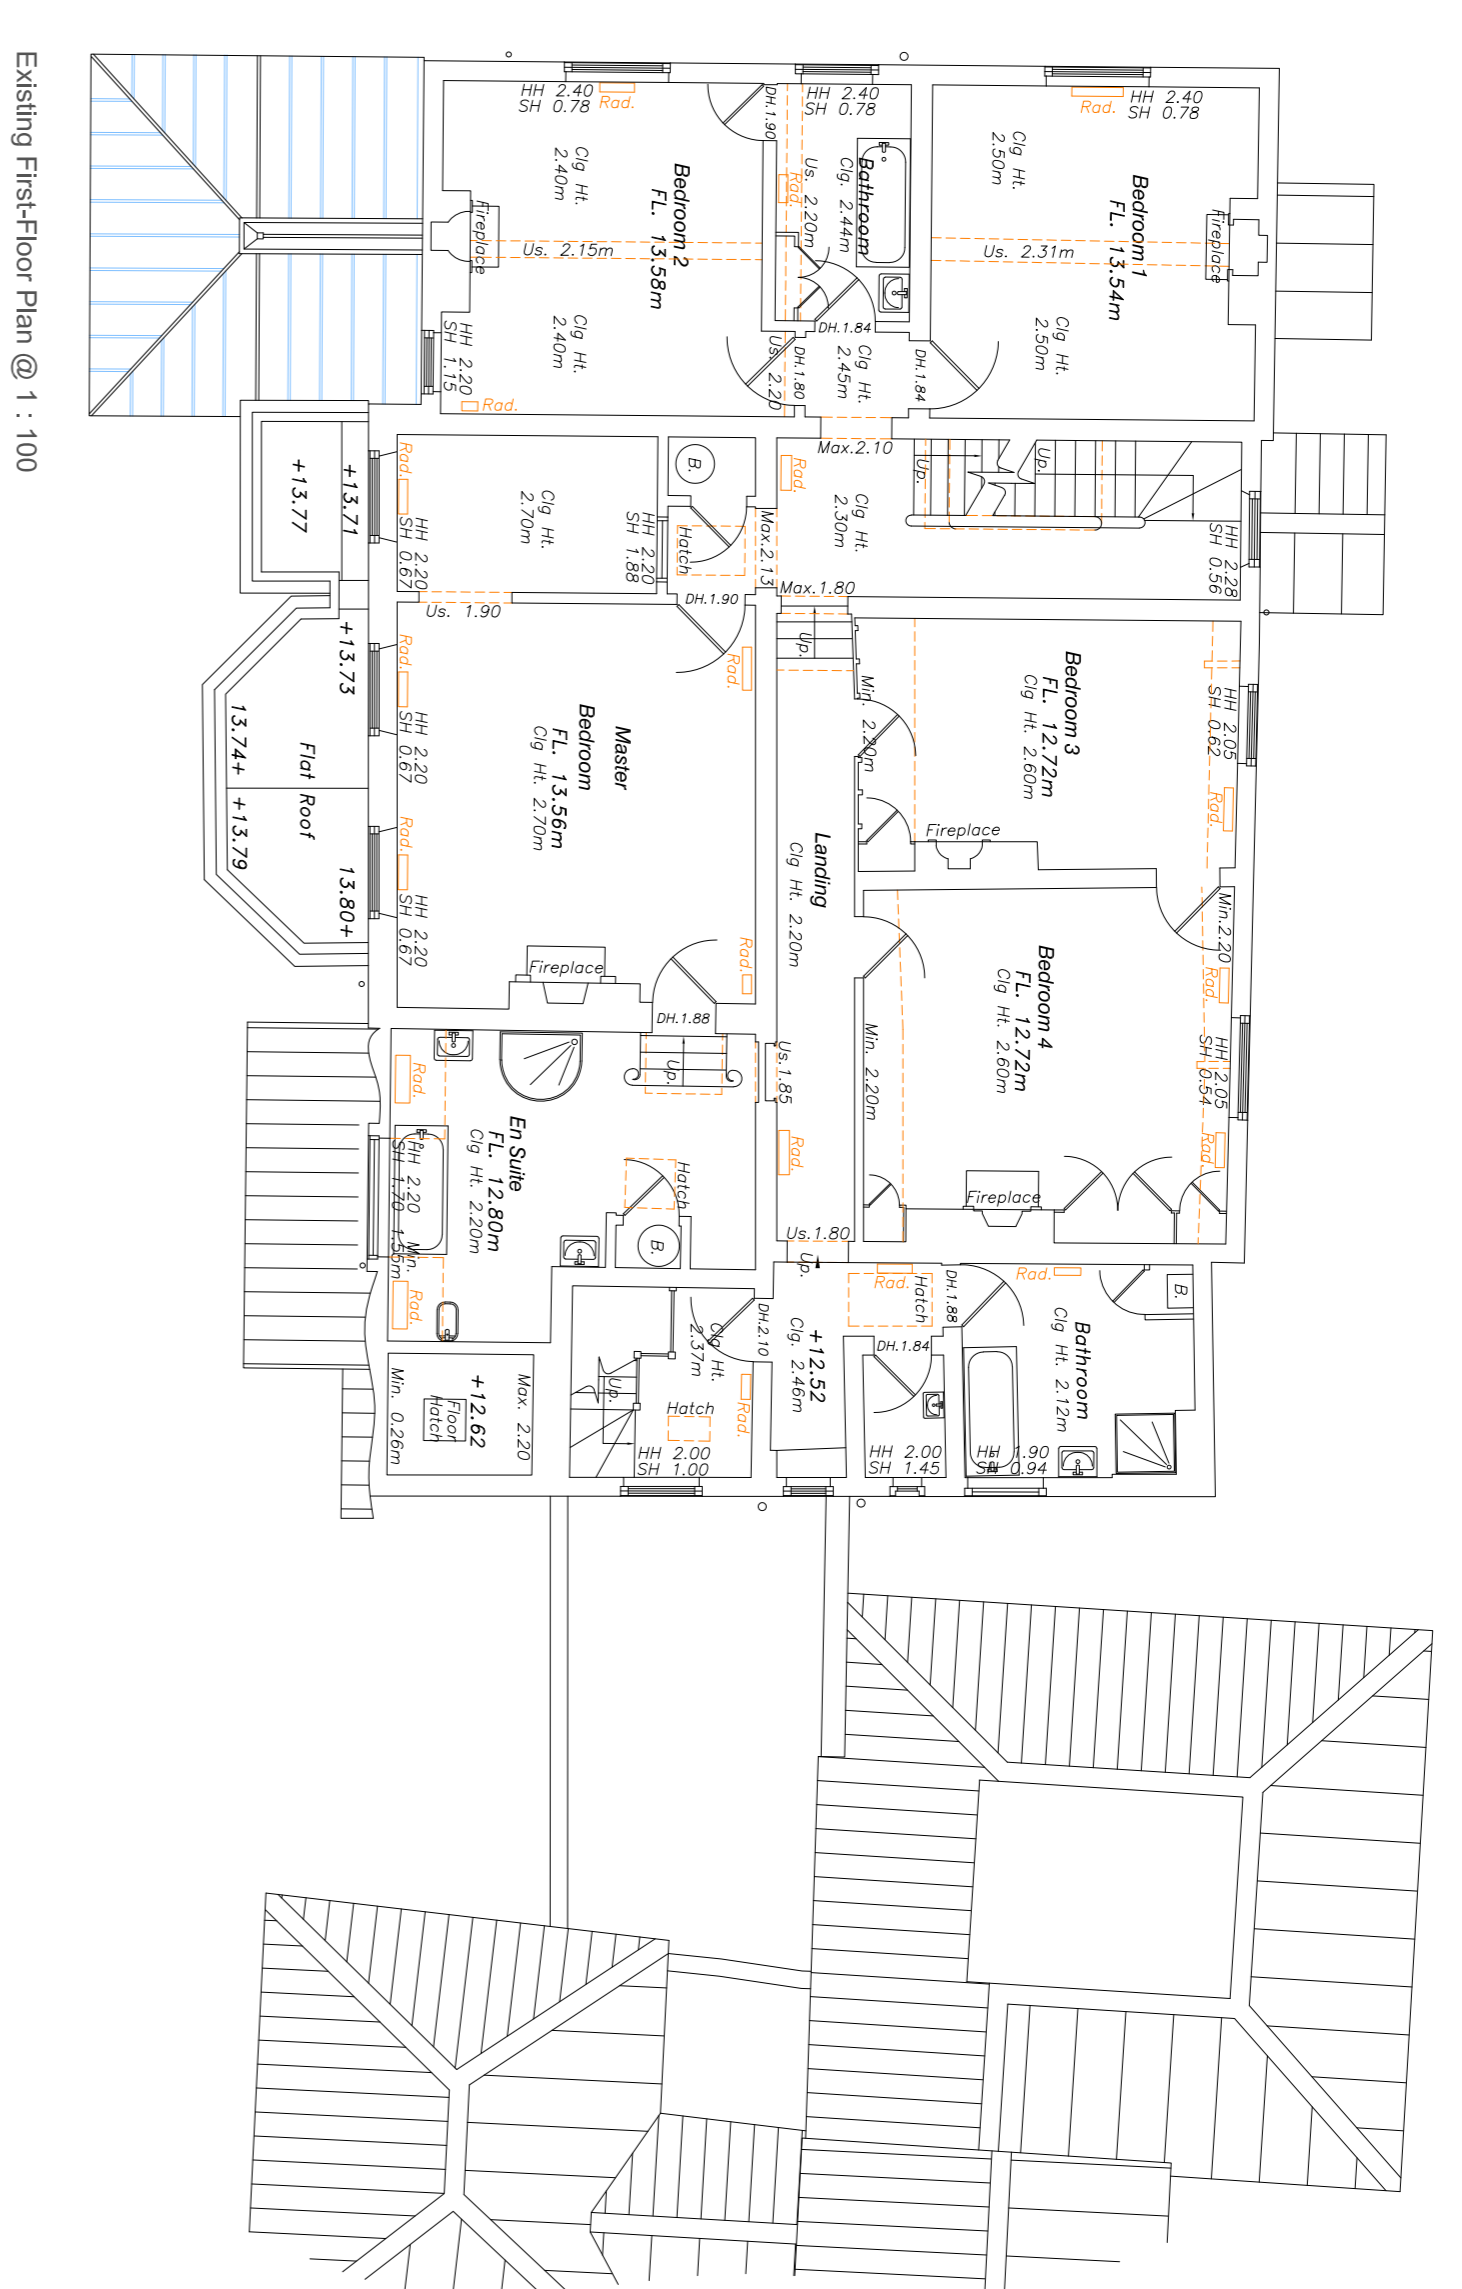 Existing First-Floor Plan @ 1 : 100
HH 2.40
SH 0.78
Rad.
DH.1.90
HH 2.40
SH 0.78
Rad.
HH 2.40
SH 0.78
Clg Ht.
2.40m
Bedroom 2
FL. 13.58m
Us. 2.20m
Rad
Bathroom
Clg. 2.44m
Clg Ht.
2.50m
Bedroom 1
FL. 13.54m
Fireplace
Us. 2.15m
Us. 2.31m
Fireplace
Clg Ht.
2.40m
Clg Ht.
2.50m
HH 2.20
SH 1.15
Rad.
Us. 2.20
DH.1.80
DH.1.84
Clg Ht.
2.45m
DH.1.84
Max.2.10
+13.77
+13.71
Rad.
HH 2.20
SH 0.67
Clg Ht.
2.70m
B.
HH 2.20
SH 1.88
Hatch
Max.2.13
Rad.
Clg Ht.
2.30m
Up.
Up.
HH 2.28
SH 0.56
Us. 1.90
DH.1.90
Max.1.80
Up.
+13.73
Rad.
HH 2.20
SH 0.67
Rad.
Master
Bedroom
FL. 13.56m
Clg Ht. 2.70m
Min. 2.20m
Bedroom 3
FL. 12.72m
Clg Ht. 2.60m
HH 2.05
SH 0.62
Rad.
13.74+
+13.79
Flat Roof
13.80+
Rad.
HH 2.20
SH 0.67
Fireplace
Rad.
DH.1.88
Landing
Clg Ht. 2.20m
Fireplace
Min.2.20
Rad.
Bedroom 4
FL. 12.72m
Clg Ht. 2.60m
Min. 2.20m
HH 2.05
SH 0.54
Rad.
Fireplace
Us.1.85
Rad.
Up.
Rad.
En Suite
FL. 12.80m
Clg Ht. 2.20m
HH 2.20
SH 1.70
Min.
1.55m
Rad.
Hatch
B.
Us.1.80
Up.
Rad.
Hatch
DH.1.88
Rad.
B.
Bathroom
Clg Ht. 2.12m
DH.2.10
+12.52
Clg. 2.46m
DH.1.84
Clg Ht.
2.37m
Up.
Rad.
Hatch
HH 2.00
SH 1.00
HH 2.00
SH 1.45
HH 1.90
SH 0.94
Max. 2.20
+12.62
Floor
Hatch
Min. 0.26m